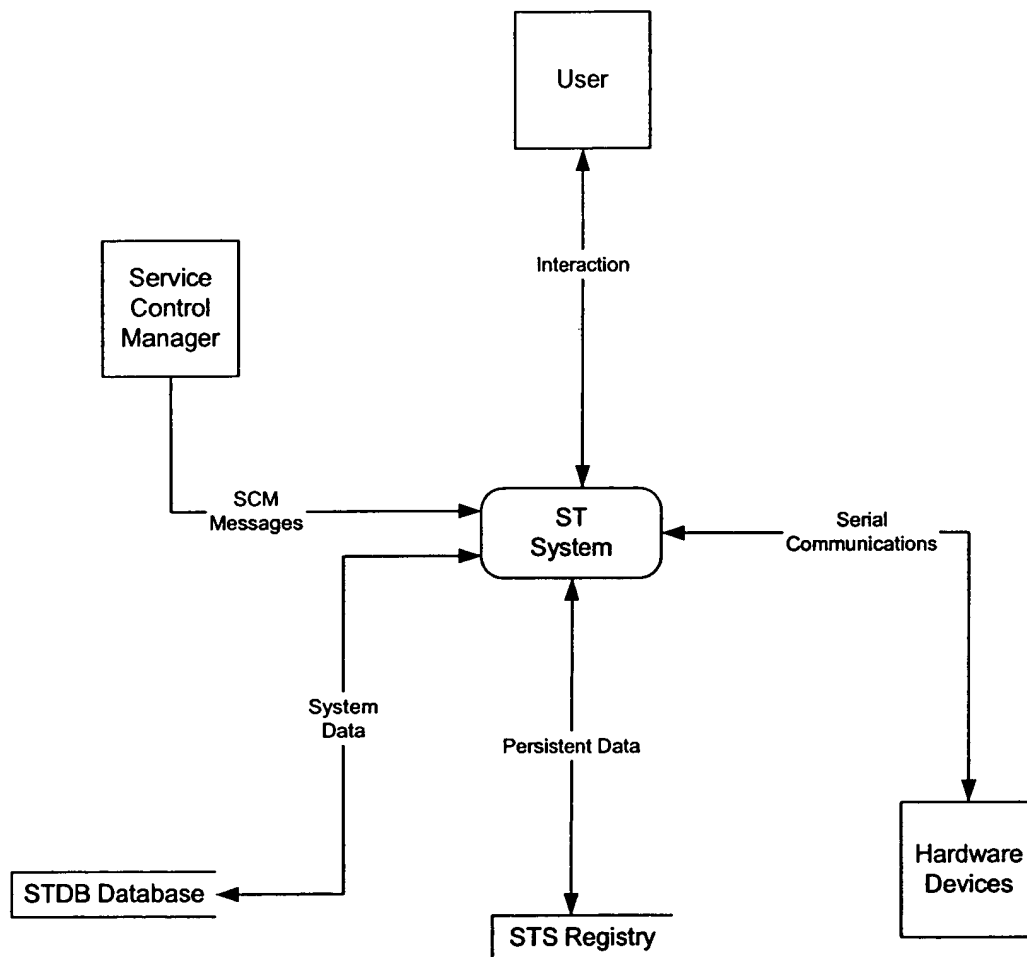 User
Interaction
Service
Control
Manager
SCM
Messages
ST
System
Serial
Communications
System
Data
Persistent Data
STDB Database
Hardware
Devices
STS Registry